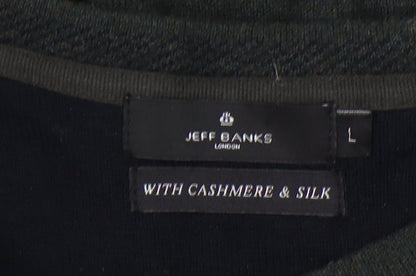 JEFF BANKS
LONDON
L
WITH CASHMERE & SILK